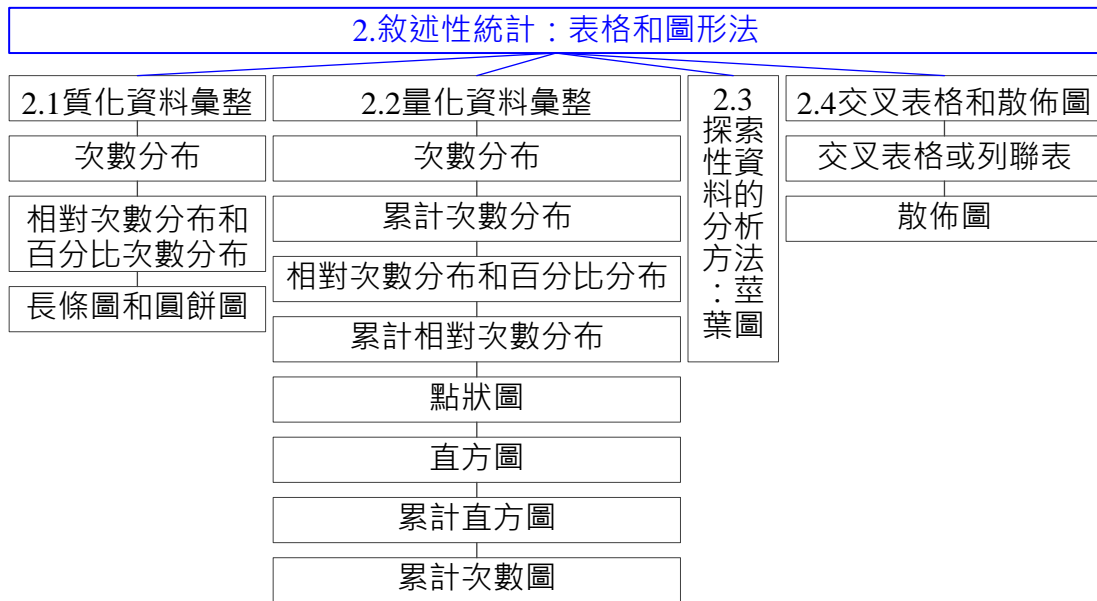 2.敘述性統計：表格和圖形法
2.1質化資料彙整
次數分布
相對次數分布和
百分比次數分布
長條圖和圓餅圖
2.2量化資料彙整
次數分布
累計次數分布
相對次數分布和百分比分布
累計相對次數分布
點狀圖
直方圖
累計直方圖
累計次數圖
2.3
探索
性資
料的
分析
方法
：莖
葉圖
2.4交叉表格和散佈圖
交叉表格或列聯表
散佈圖